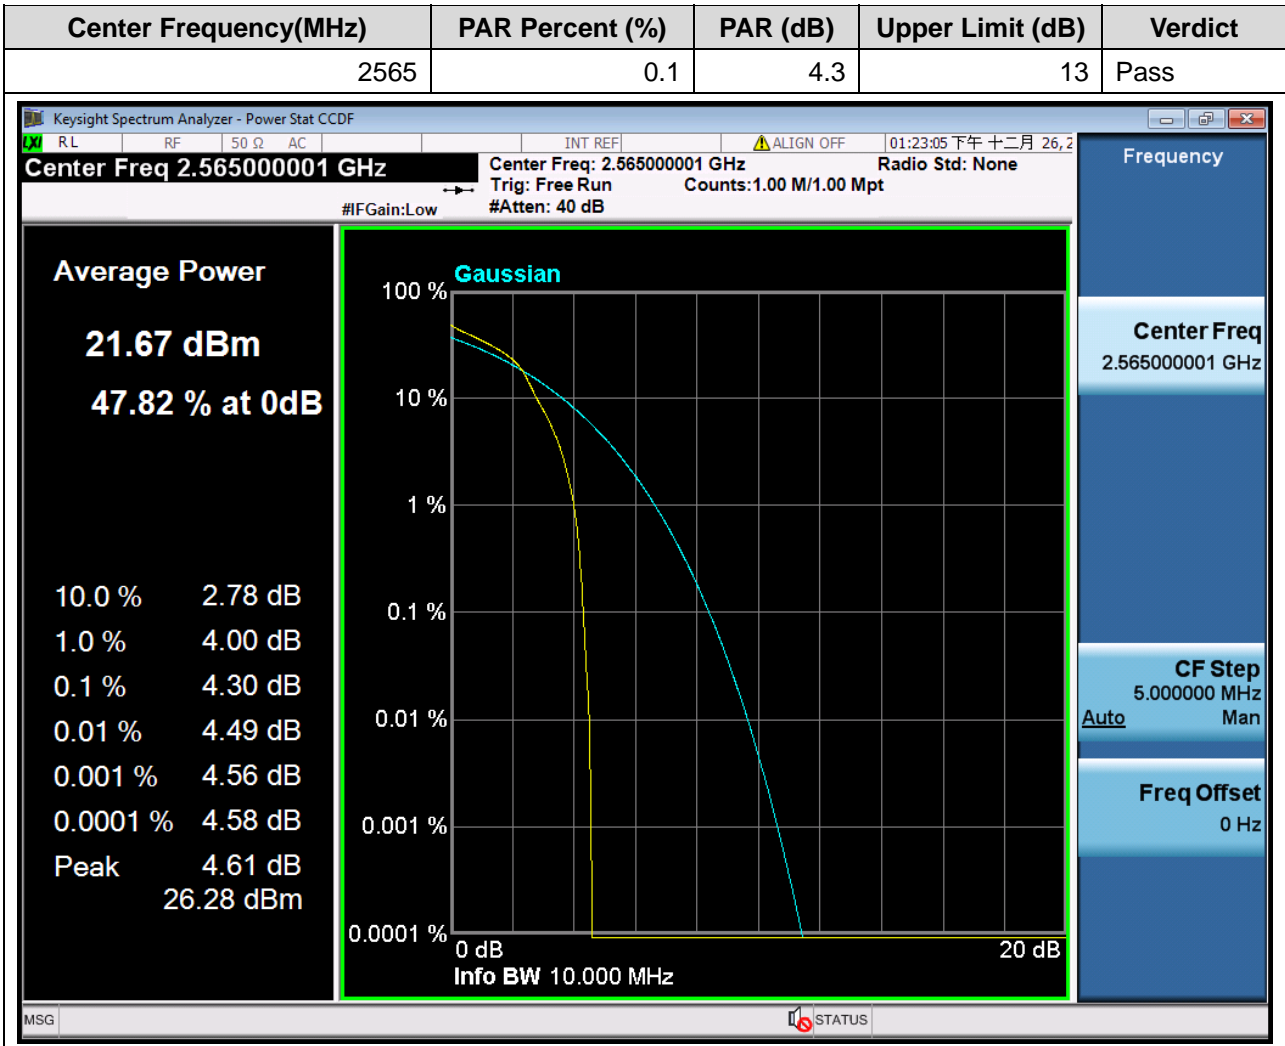 Center Frequency(MHz) PAR Percent (%) PAR (dB) Upper Limit (dB) Verdict
2565 0.1 4.3 13 Pass
Keysight Spectrum Analyzer - Power Stat CCDF
LXI RL RF 50 Ω AC INT REF ALIGN OFF 01:23:05 下午 十二月 26, 2
Center Freq 2.565000001 GHz
Center Freq: 2.565000001 GHz Radio Std: None
Trig: Free Run Counts:1.00 M/1.00 Mpt
#IFGain:Low #Atten: 40 dB
Average Power
21.67 dBm
47.82 % at 0dB
10.0 % 2.78 dB
1.0 % 4.00 dB
0.1 % 4.30 dB
0.01 % 4.49 dB
0.001 % 4.56 dB
0.0001 % 4.58 dB
Peak 4.61 dB
26.28 dBm
Gaussian
100 %
10 %
1 %
0.1 %
0.01 %
0.001 %
0.0001 %
0 dB 20 dB
Info BW 10.000 MHz
Frequency
Center Freq
2.565000001 GHz
CF Step
5.000000 MHz
Auto Man
Freq Offset
0 Hz
MSG STATUS